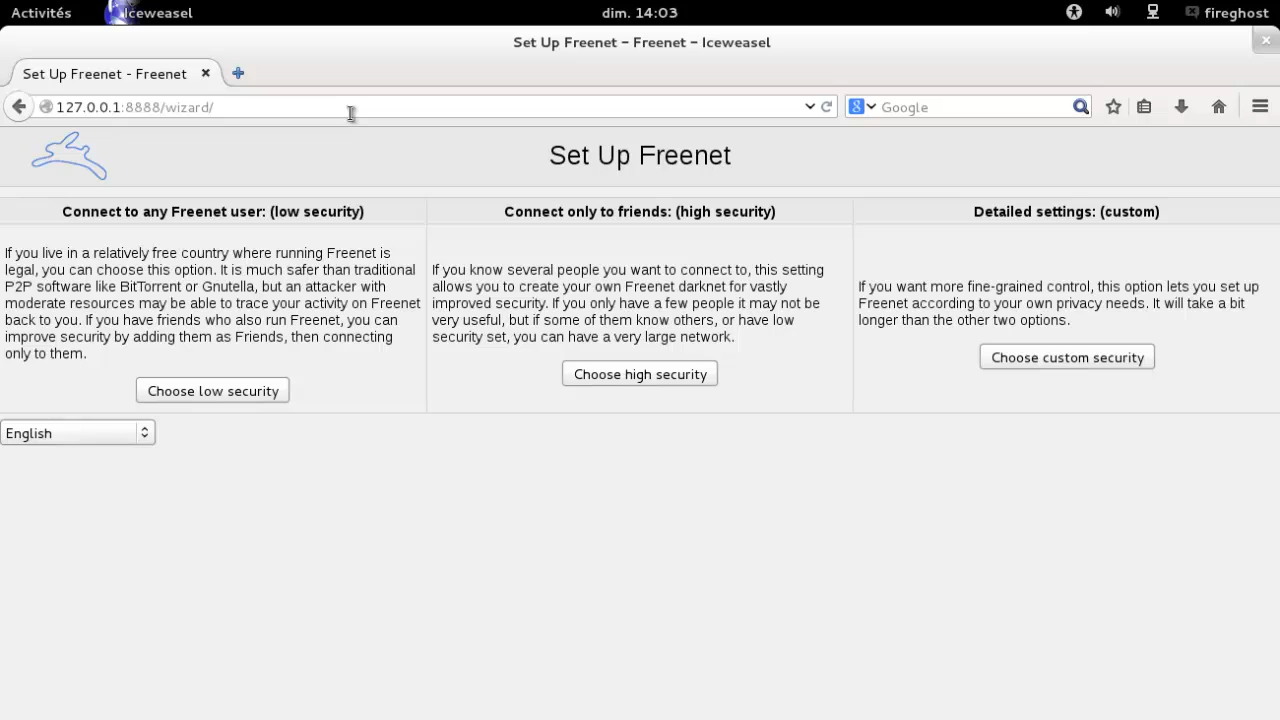 Activités
Iceweasel
dim. 14:03
fireghost
Set Up Freenet – Freenet – Iceweasel
Set Up Freenet - Freenet
127.0.0.1:8888/wizard/
Google
Set Up Freenet
Connect to any Freenet user: (low security)
If you live in a relatively free country where running Freenet is
legal, you can choose this option. It is much safer than traditional
P2P software like BitTorrent or Gnutella, but an attacker with
moderate resources may be able to trace your activity on Freenet
back to you. If you have friends who also run Freenet, you can
improve security by adding them as Friends, then connecting
only to them.
Choose low security
Connect only to friends: (high security)
If you know several people you want to connect to, this setting
allows you to create your own Freenet darknet for vastly
improved security. If you only have a few people it may not be
very useful, but if some of them know others, or have low
security set, you can have a very large network.
Choose high security
Detailed settings: (custom)
If you want more fine-grained control, this option lets you set up
Freenet according to your own privacy needs. It will take a bit
longer than the other two options.
Choose custom security
English